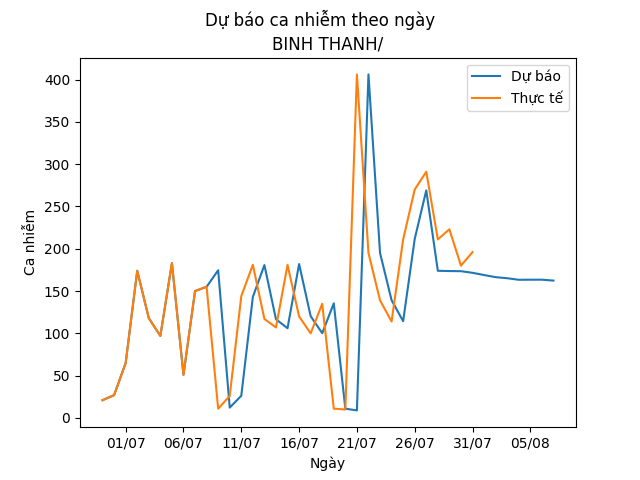 Dự báo ca nhiễm theo ngày
BINH THANH/
Dự báo
Thực tế
Ca nhiễm
400
350
300
250
200
150
100
50
0
01/07 06/07 11/07 16/07 21/07 26/07 31/07 05/08
Ngày